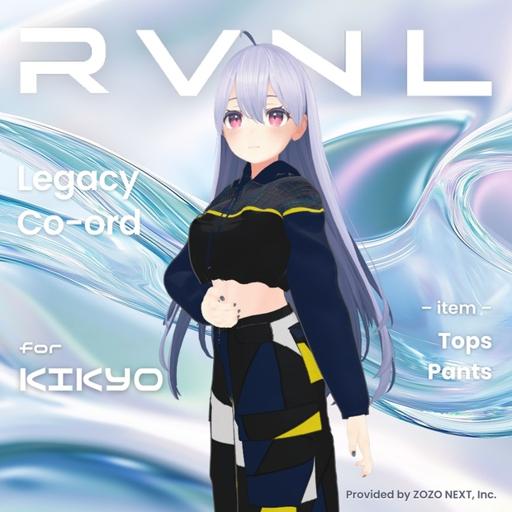 RVNL
Legacy
Co-ord
– item –
Tops
Pants
for
KIKYO
Provided by ZOZO NEXT, Inc.